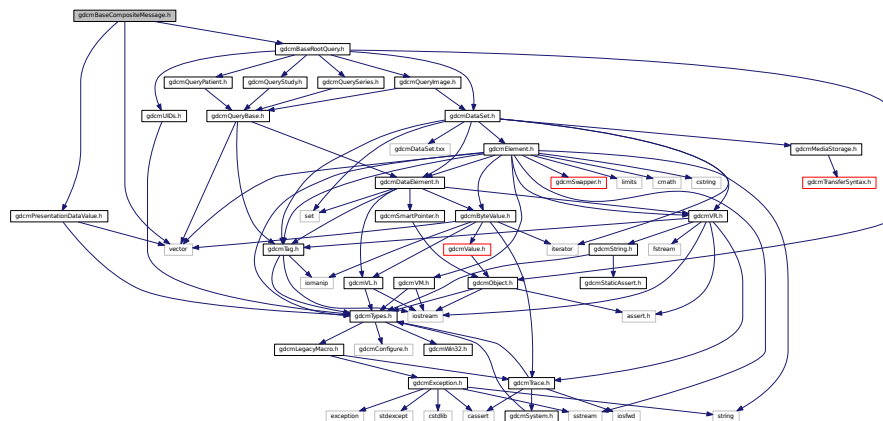 gdcmBaseCompositeMessage.h
gdcmBaseRootQuery.h
gdcmQueryPatient.h
gdcmQueryStudy.h
gdcmQuerySeries.h
gdcmQueryImage.h
gdcmUIDs.h
gdcmQueryBase.h
gdcmDataSet.h
gdcmDataSet.txx
gdcmElement.h
gdcmMediaStorage.h
gdcmDataElement.h
gdcmSwapper.h
limits
cmath
cstring
gdcmTransferSyntax.h
gdcmPresentationDataValue.h
set
gdcmSmartPointer.h
gdcmByteValue.h
gdcmVR.h
vector
gdcmTag.h
gdcmValue.h
iterator
gdcmString.h
fstream
iomanip
gdcmVL.h
gdcmVM.h
gdcmObject.h
gdcmStaticAssert.h
gdcmTypes.h
iostream
assert.h
gdcmLegacyMacro.h
gdcmConfigure.h
gdcmWin32.h
gdcmException.h
gdcmTrace.h
exception
stdexcept
cstdlib
cassert
gdcmSystem.h
sstream
iosfwd
string